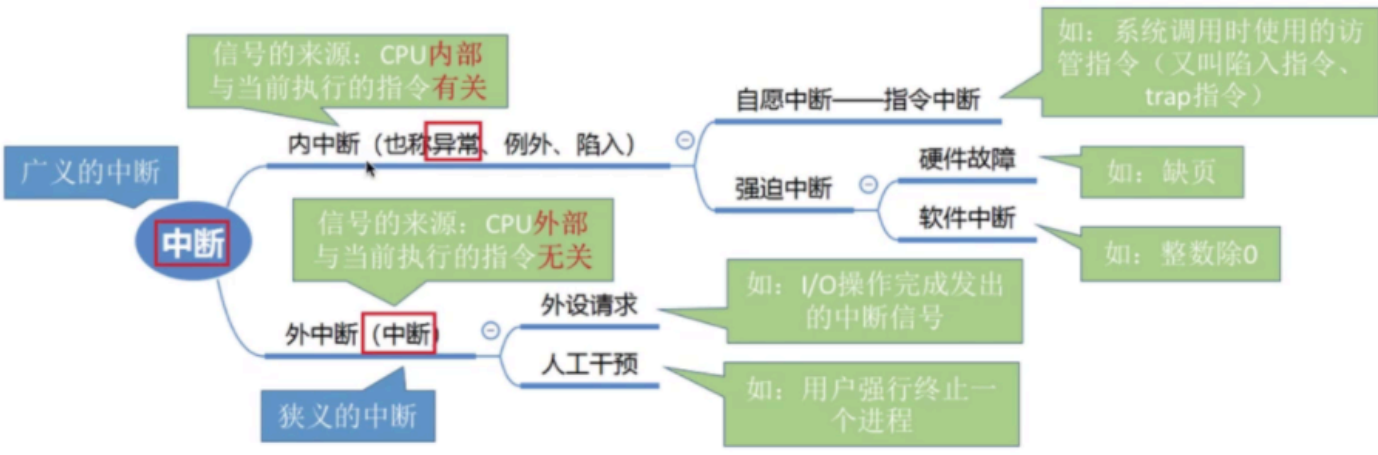 信号的来源：CPU内部
与当前执行的指令有关
如：系统调用时使用的访
管指令（又叫陷入指令、
trap指令）
自愿中断——指令中断
内中断（也称异常、例外、陷入）
广义的中断
强迫中断
硬件故障
如：缺页
软件中断
如：整数除0
中断
信号的来源：CPU外部
与当前执行的指令无关
外中断（中断）
外设请求
如：I/O操作完成发出
的中断信号
人工干预
如：用户强行终止一
个进程
狭义的中断